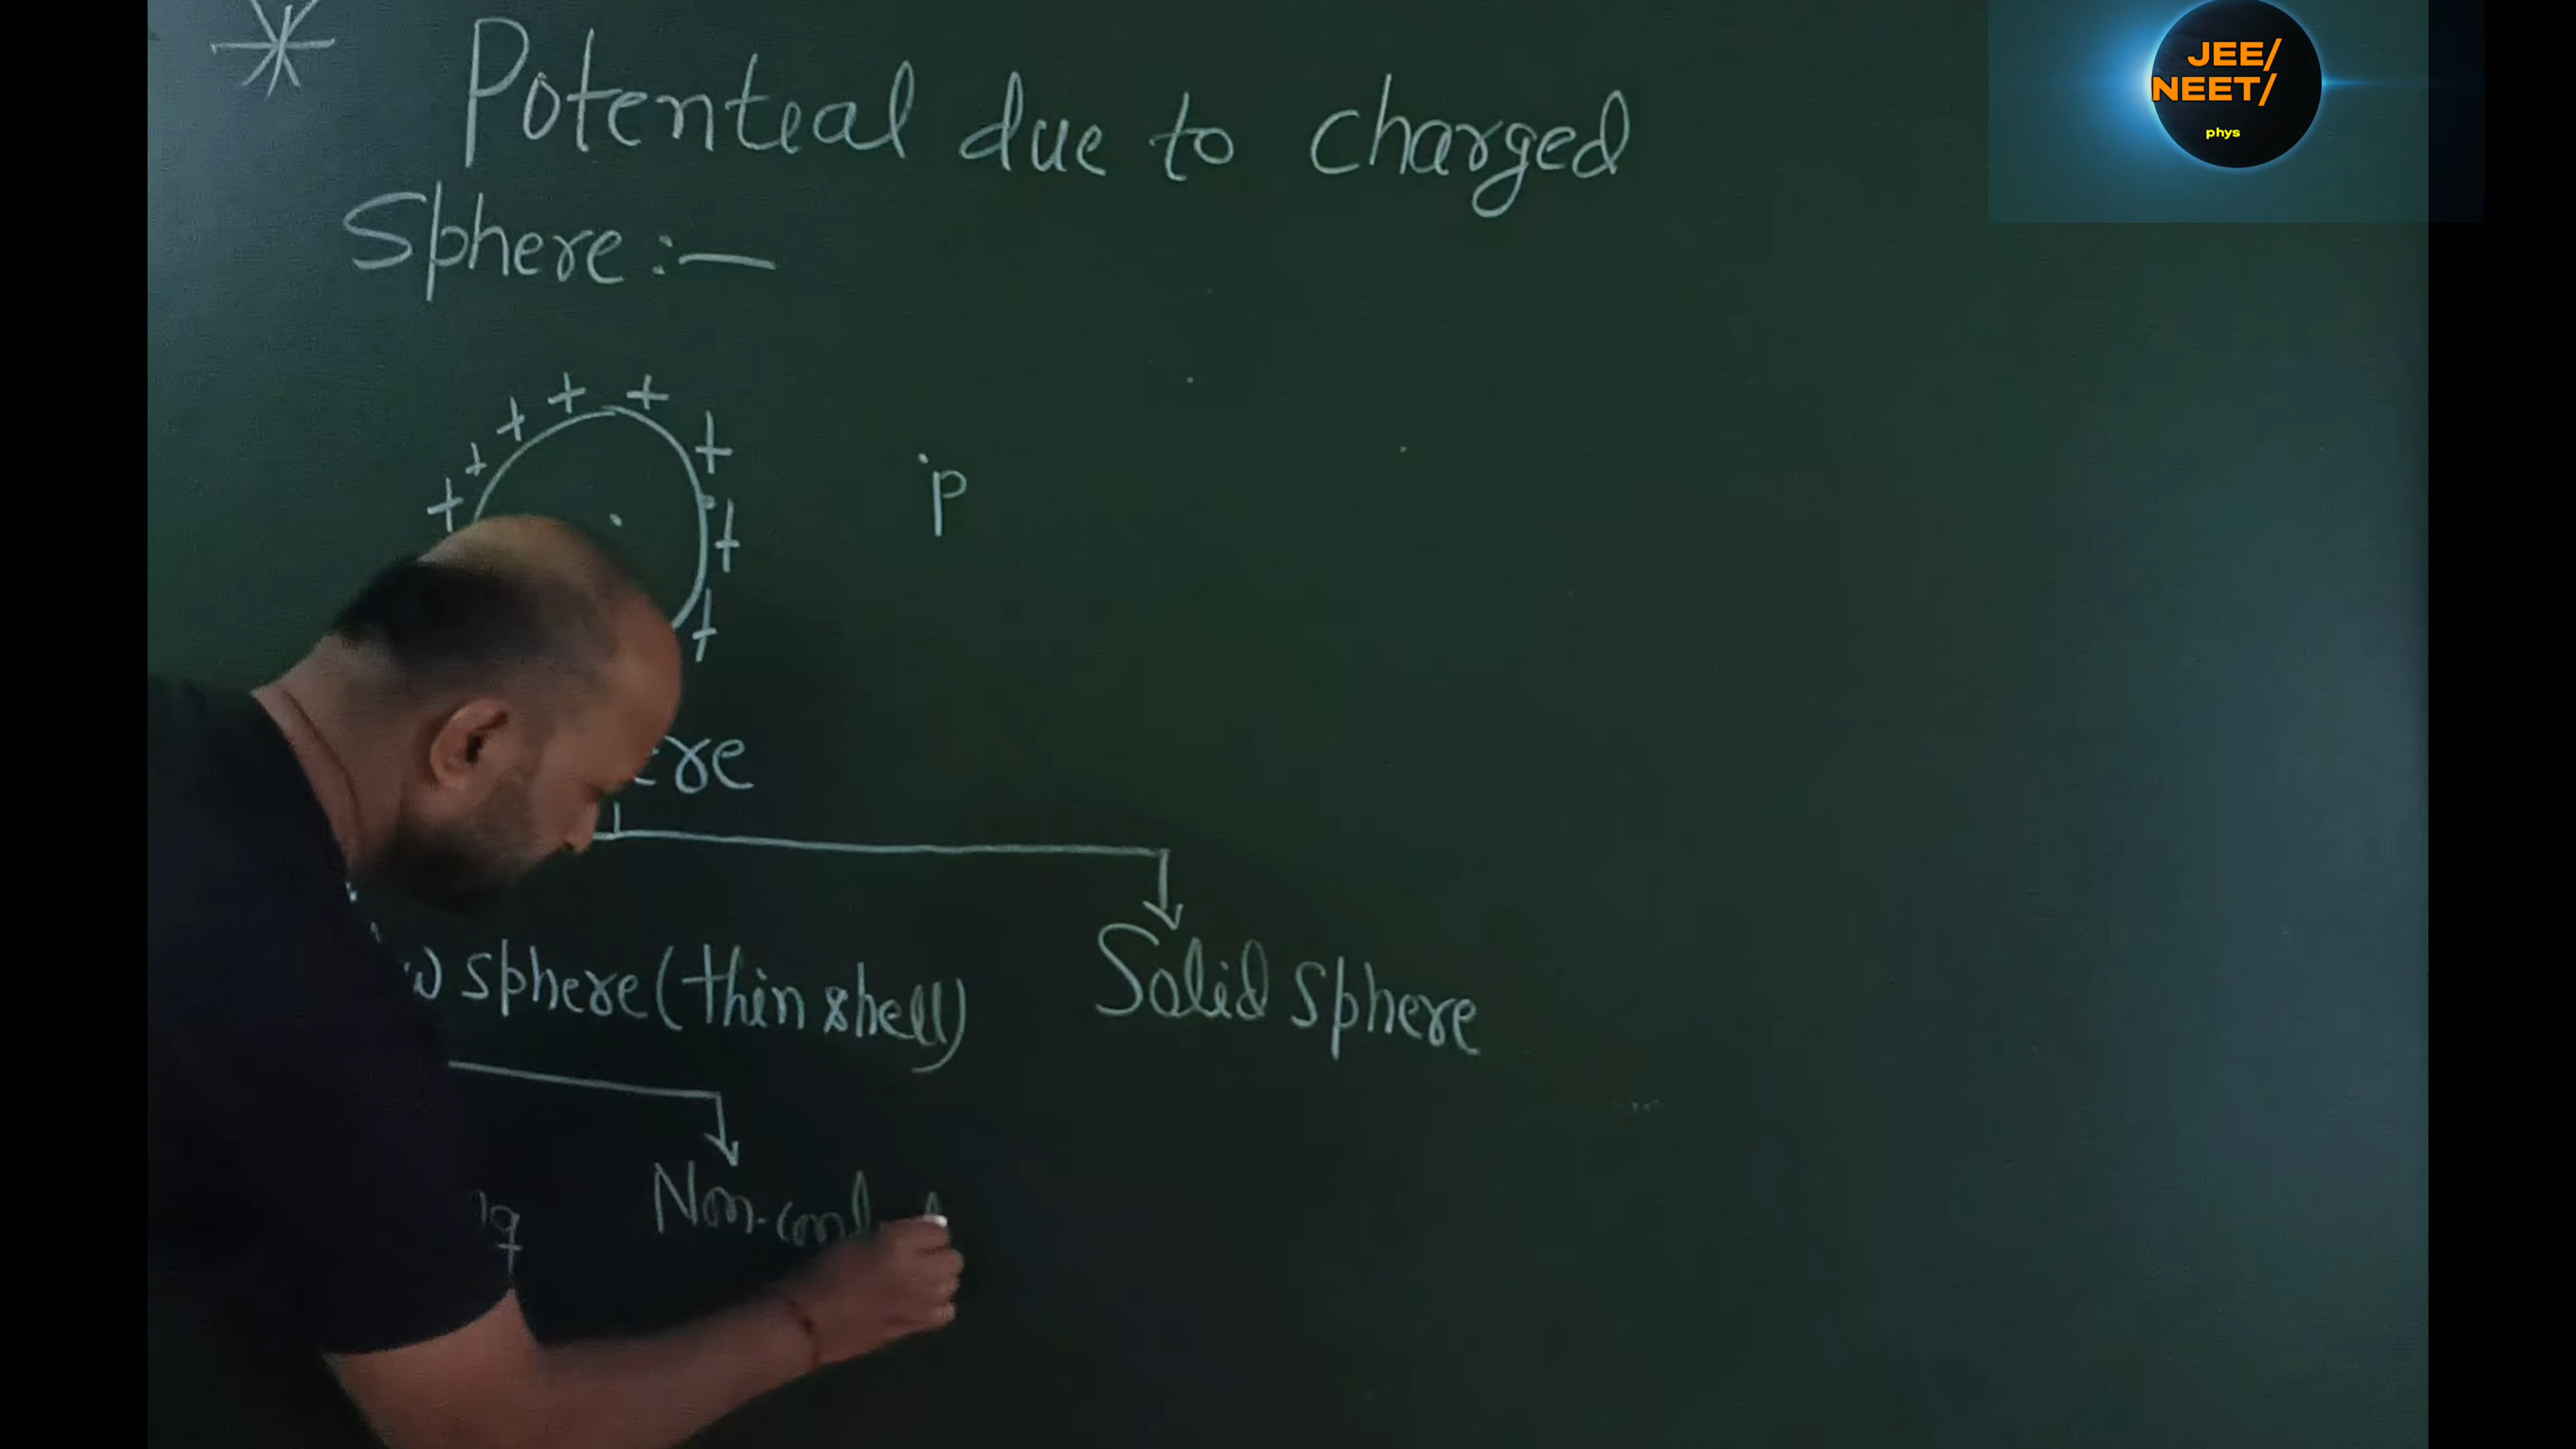 * Potential due to charged
Sphere :—
+ + + + + + + +
P
Sphere (thin shell)
Solid Sphere
JEE/
NEET/
phys